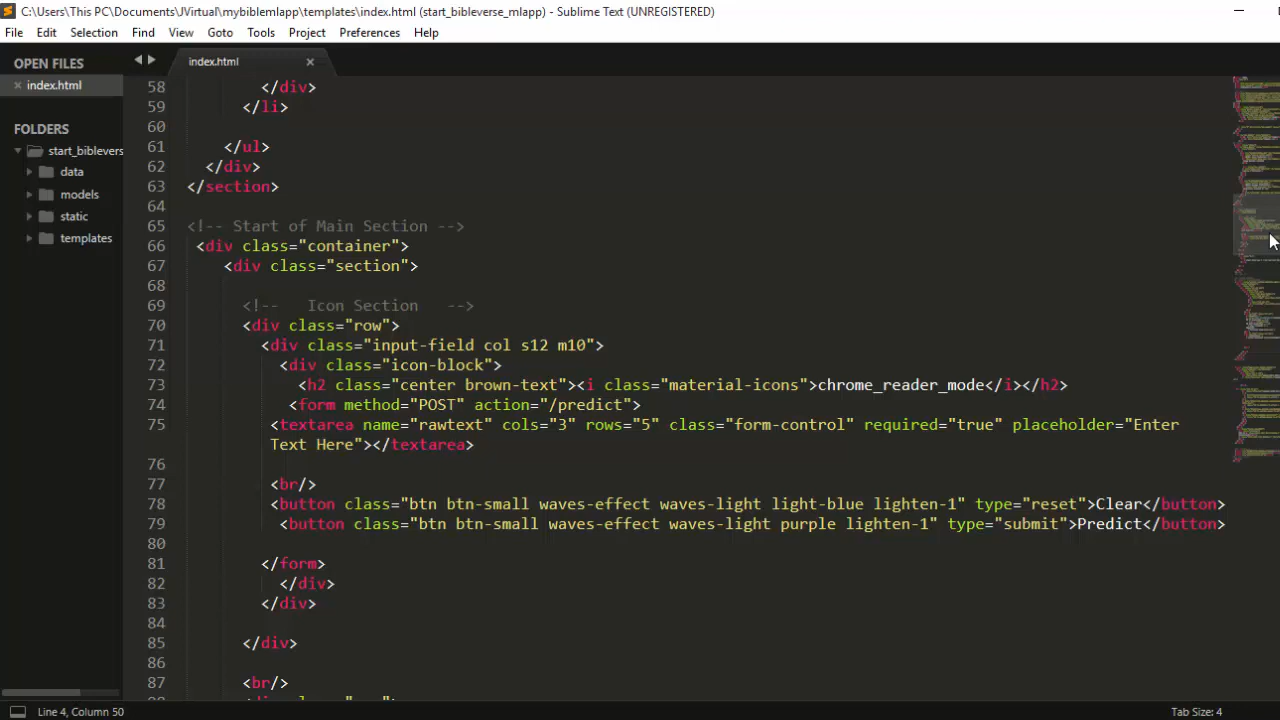 C:\Users\This PC\Documents\JVirtual\mybiblemlapp\templates\index.html (start_bibleverse_mlapp) - Sublime Text (UNREGISTERED)
File Edit Selection Find View Goto Tools Project Preferences Help
OPEN FILES
index.html
FOLDERS
start_biblevers
data
models
static
templates
index.html
58 </div>
59 </li>
60
61 </ul>
62 </div>
63 </section>
64
65 <!-- Start of Main Section -->
66 <div class="container">
67 <div class="section">
68
69 <!--   Icon Section   -->
70 <div class="row">
71 <div class="input-field col s12 m10">
72 <div class="icon-block">
73 <h2 class="center brown-text"><i class="material-icons">chrome_reader_mode</i></h2>
74 <form method="POST" action="/predict">
75 <textarea name="rawtext" cols="3" rows="5" class="form-control" required="true" placeholder="Enter
Text Here"></textarea>
76
77 <br/>
78 <button class="btn btn-small waves-effect waves-light light-blue lighten-1" type="reset">Clear</button>
79 <button class="btn btn-small waves-effect waves-light purple lighten-1" type="submit">Predict</button>
80
81 </form>
82 </div>
83 </div>
84
85 </div>
86
87 <br/>
Line 4, Column 50
Tab Size: 4